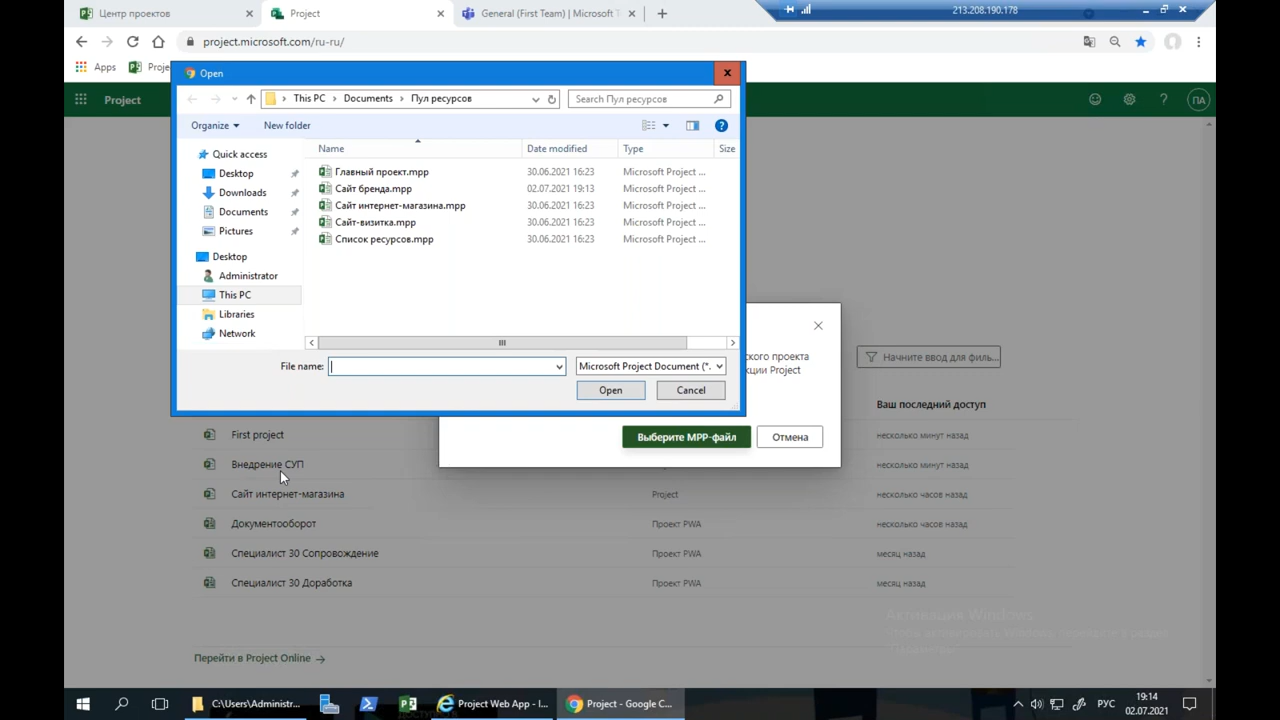 Центр проектов
Project
General (First Team) | Microsoft T
213.208.190.178
project.microsoft.com/ru-ru/
Apps
Proje
Open
This PC
Documents
Пул ресурсов
Search Пул ресурсов
Organize
New folder
Project
ПА
Name
Date modified
Type
Size
Quick access
Desktop
Downloads
Documents
Pictures
Desktop
Administrator
This PC
Libraries
Network
Главный проект.mpp 30.06.2021 16:23 Microsoft Project ...
Сайт бренда.mpp 02.07.2021 19:13 Microsoft Project ...
Сайт интернет-магазина.mpp 30.06.2021 16:23 Microsoft Project ...
Сайт-визитка.mpp 30.06.2021 16:23 Microsoft Project ...
Список ресурсов.mpp 30.06.2021 16:23 Microsoft Project ...
File name:
Microsoft Project Document (*.
Open
Cancel
ского проекта
кции Project
Выберите MPP-файл
Отмена
Начните ввод для филь...
Ваш последний доступ
First project несколько минут назад
Внедрение СУП несколько минут назад
Сайт интернет-магазина Project несколько часов назад
Документооборот Проект PWA несколько часов назад
Специалист 30 Сопровождение Проект PWA месяц назад
Специалист 30 Доработка Проект PWA месяц назад
Активация Windows
Перейти в Project Online →
C:\Users\Administr...
Project Web App - I...
Project - Google C...
РУС
19:14
02.07.2021